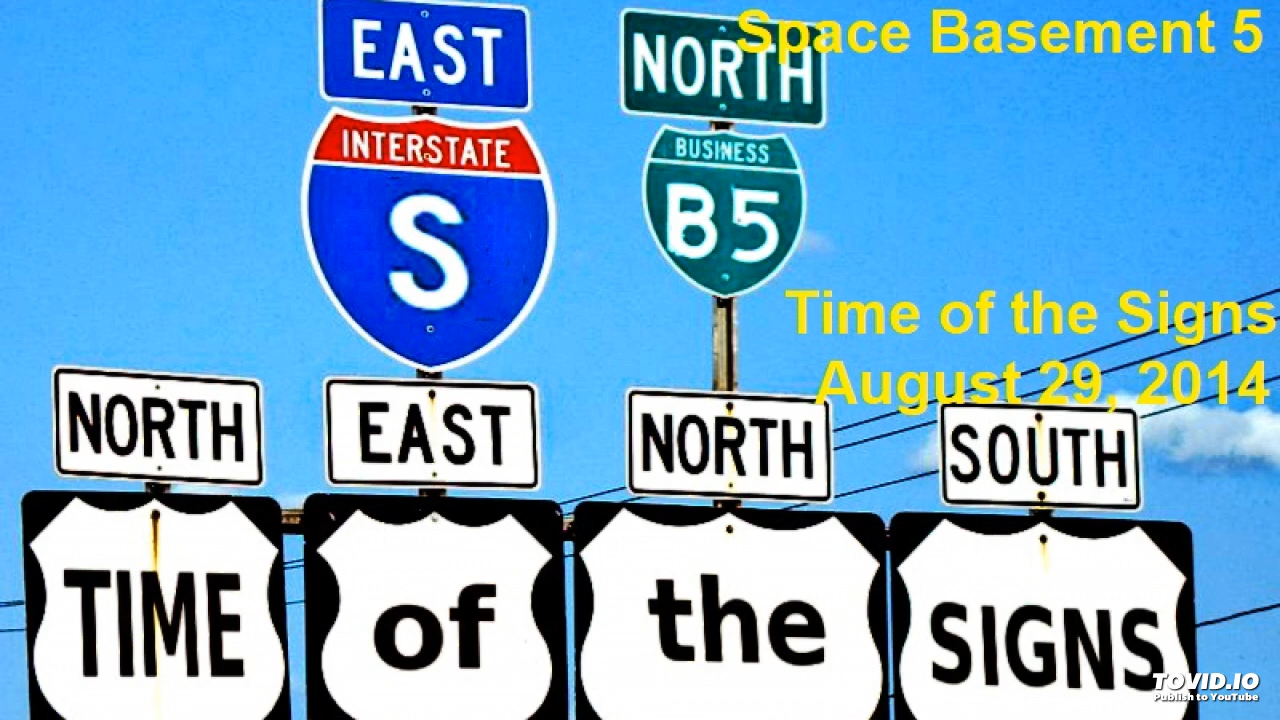 Space Basement 5
EAST
NORTH
INTERSTATE
S
BUSINESS
B5
Time of the Signs
August 29, 2014
NORTH
EAST
NORTH
SOUTH
TIME
of
the
SIGNS
TOVID.IO
Publish to YouTube